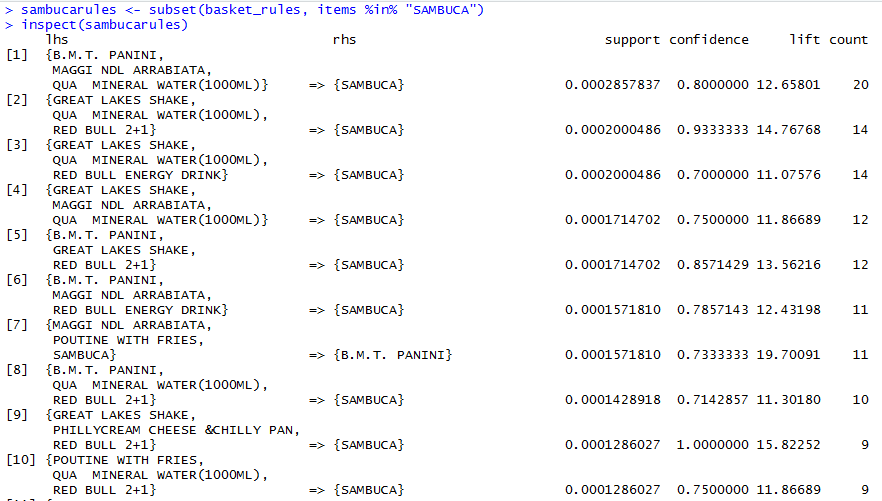 > sambucarules <- subset(basket_rules, items %in% "SAMBUCA")
> inspect(sambucarules)
     lhs                              rhs                   support confidence     lift count
[1]  {B.M.T. PANINI,
      MAGGI NDL ARRABIATA,
      QUA  MINERAL WATER(1000ML)}     => {SAMBUCA}     0.0002857837  0.8000000 12.65801    20
[2]  {GREAT LAKES SHAKE,
      QUA  MINERAL WATER(1000ML),
      RED BULL 2+1}                   => {SAMBUCA}     0.0002000486  0.9333333 14.76768    14
[3]  {GREAT LAKES SHAKE,
      QUA  MINERAL WATER(1000ML),
      RED BULL ENERGY DRINK}          => {SAMBUCA}     0.0002000486  0.7000000 11.07576    14
[4]  {GREAT LAKES SHAKE,
      MAGGI NDL ARRABIATA,
      QUA  MINERAL WATER(1000ML)}     => {SAMBUCA}     0.0001714702  0.7500000 11.86689    12
[5]  {B.M.T. PANINI,
      GREAT LAKES SHAKE,
      RED BULL 2+1}                   => {SAMBUCA}     0.0001714702  0.8571429 13.56216    12
[6]  {B.M.T. PANINI,
      MAGGI NDL ARRABIATA,
      RED BULL ENERGY DRINK}          => {SAMBUCA}     0.0001571810  0.7857143 12.43198    11
[7]  {MAGGI NDL ARRABIATA,
      POUTINE WITH FRIES,
      SAMBUCA}                        => {B.M.T. PANINI} 0.0001571810  0.7333333 19.70091    11
[8]  {B.M.T. PANINI,
      QUA  MINERAL WATER(1000ML),
      RED BULL 2+1}                   => {SAMBUCA}     0.0001428918  0.7142857 11.30180    10
[9]  {GREAT LAKES SHAKE,
      PHILLYCREAM CHEESE &CHILLY PAN,
      RED BULL 2+1}                   => {SAMBUCA}     0.0001286027  1.0000000 15.82252     9
[10] {POUTINE WITH FRIES,
      QUA  MINERAL WATER(1000ML),
      RED BULL 2+1}                   => {SAMBUCA}     0.0001286027  0.7500000 11.86689     9